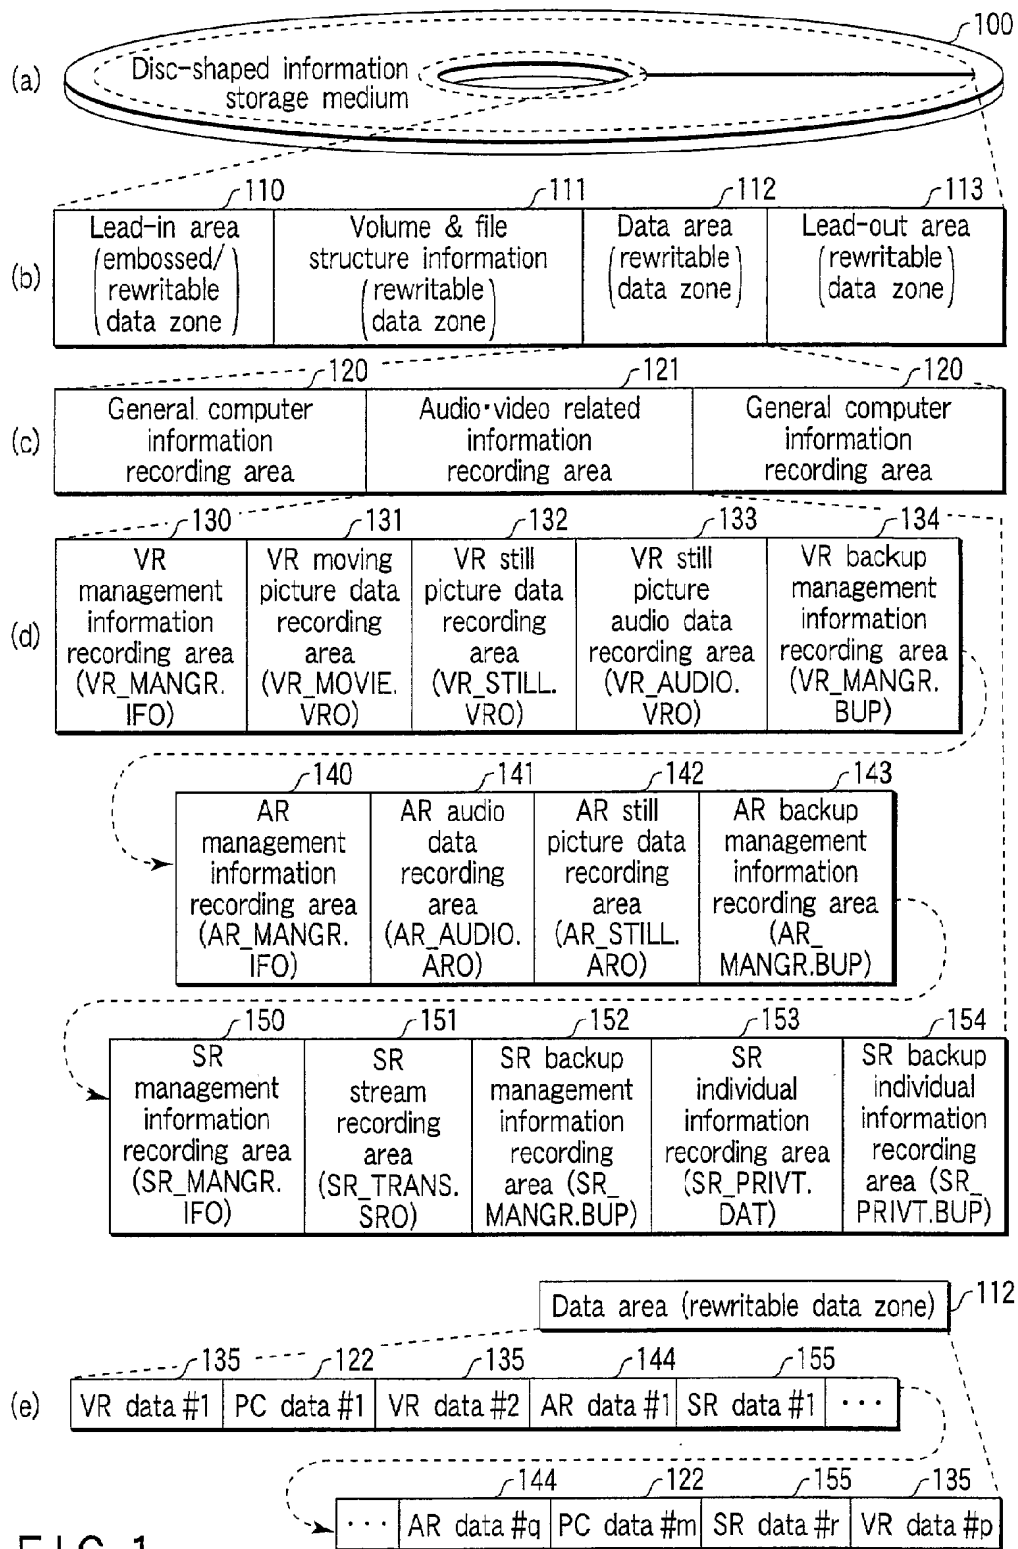 100
(a)
Disc-shaped information
storage medium
110
111
112
113
(b)
Lead-in area
(embossed/
rewritable
data zone)
Volume & file
structure information
(rewritable
data zone)
Data area
(rewritable
data zone)
Lead-out area
(rewritable
data zone)
120
121
120
(c)
General computer
information
recording area
Audio·video related
information
recording area
General computer
information
recording area
130
131
132
133
134
(d)
VR
management
information
recording area
(VR_MANGR.
IFO)
VR moving
picture data
recording
area
(VR_MOVIE.
VRO)
VR still
picture data
recording
area
(VR_STILL.
VRO)
VR still
picture
audio data
recording area
(VR_AUDIO.
VRO)
VR backup
management
information
recording area
(VR_MANGR.
BUP)
140
141
142
143
AR
management
information
recording area
(AR_MANGR.
IFO)
AR audio
data
recording
area
(AR_AUDIO.
ARO)
AR still
picture data
recording
area
(AR_STILL.
ARO)
AR backup
management
information
recording area
(AR_
MANGR.BUP)
150
151
152
153
154
SR
management
information
recording area
(SR_MANGR.
IFO)
SR
stream
recording
area
(SR_TRANS.
SRO)
SR backup
management
information
recording
area (SR_
MANGR.BUP)
SR
individual
information
recording area
(SR_PRIVT.
DAT)
SR backup
individual
information
recording
area (SR_
PRIVT.BUP)
Data area (rewritable data zone)
112
135
122
135
144
155
(e)
VR data #1
PC data #1
VR data #2
AR data #1
SR data #1
···
144
122
155
135
···
AR data #q
PC data #m
SR data #r
VR data #p
FIG. 1